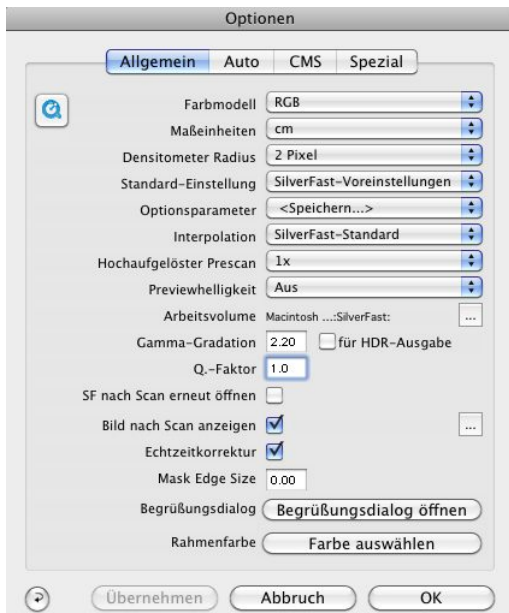 Optionen
Allgemein Auto CMS Spezial
Farbmodell RGB
Maßeinheiten cm
Densitometer Radius 2 Pixel
Standard-Einstellung SilverFast-Voreinstellungen
Optionsparameter <Speichern...>
Interpolation SilverFast-Standard
Hochaufgelöster Prescan 1x
Previewhelligkeit Aus
Arbeitsvolume Macintosh ...:SilverFast: ...
Gamma-Gradation 2.20 für HDR-Ausgabe
Q.-Faktor 1.0
SF nach Scan erneut öffnen
Bild nach Scan anzeigen ...
Echtzeitkorrektur
Mask Edge Size 0.00
Begrüßungsdialog Begrüßungsdialog öffnen
Rahmenfarbe Farbe auswählen
Übernehmen Abbruch OK